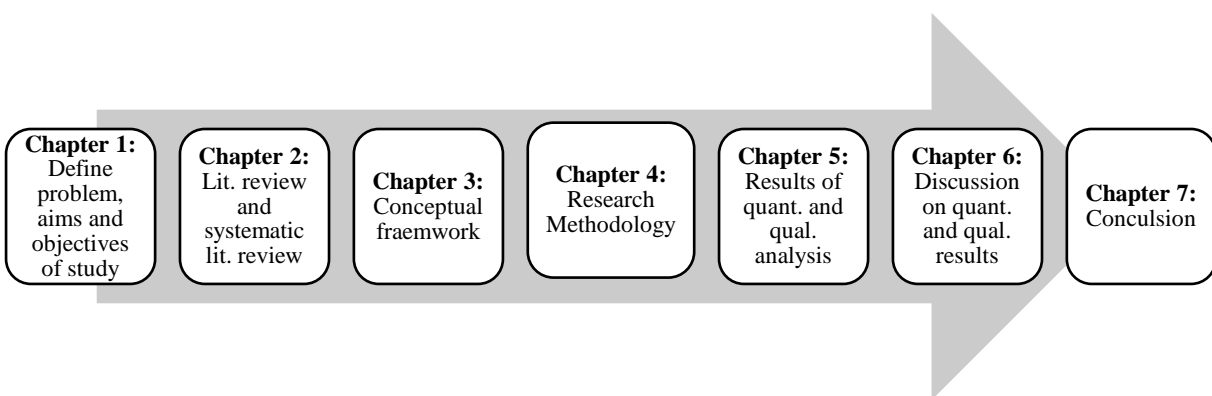 Chapter 1:
Define
problem,
aims and
objectives
of study
Chapter 2:
Lit. review
and
systematic
lit. review
Chapter 3:
Conceptual
fraemwork
Chapter 4:
Research
Methodology
Chapter 5:
Results of
quant. and
qual.
analysis
Chapter 6:
Discussion
on quant.
and qual.
results
Chapter 7:
Conculsion